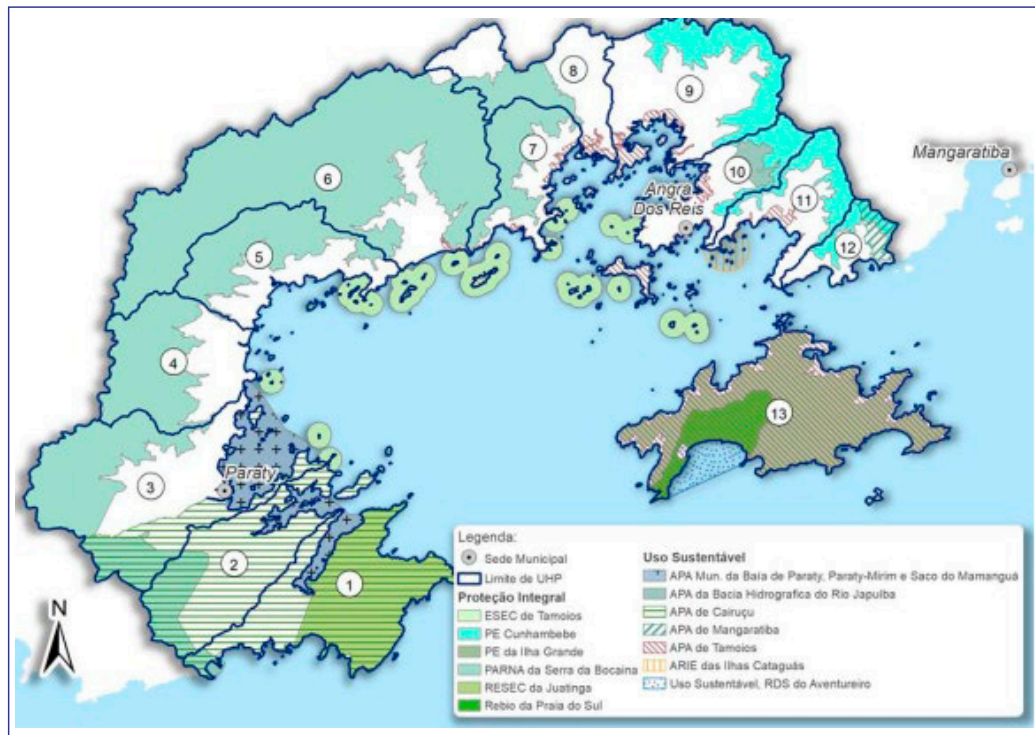 8
9
Mangaratiba
7
10
6
Angra
Dos Reis
11
12
5
4
13
3
Paraty
2
1
N
Legenda:
Sede Municipal
Limite de UHP
Proteção Integral
ESEC de Tamoios
PE Cunhambebe
PE da Ilha Grande
PARNA da Serra da Bocaina
RESEC da Juatinga
Rebio da Praia do Sul
Uso Sustentável
APA Mun. da Baía de Paraty, Paraty-Mirim e Saco do Mamanguá
APA da Bacia Hidrografica do Rio Japuíba
APA de Cairuçu
APA de Mangaratiba
APA de Tamoios
ARIE das Ilhas Cataguás
Uso Sustentável, RDS do Aventureiro